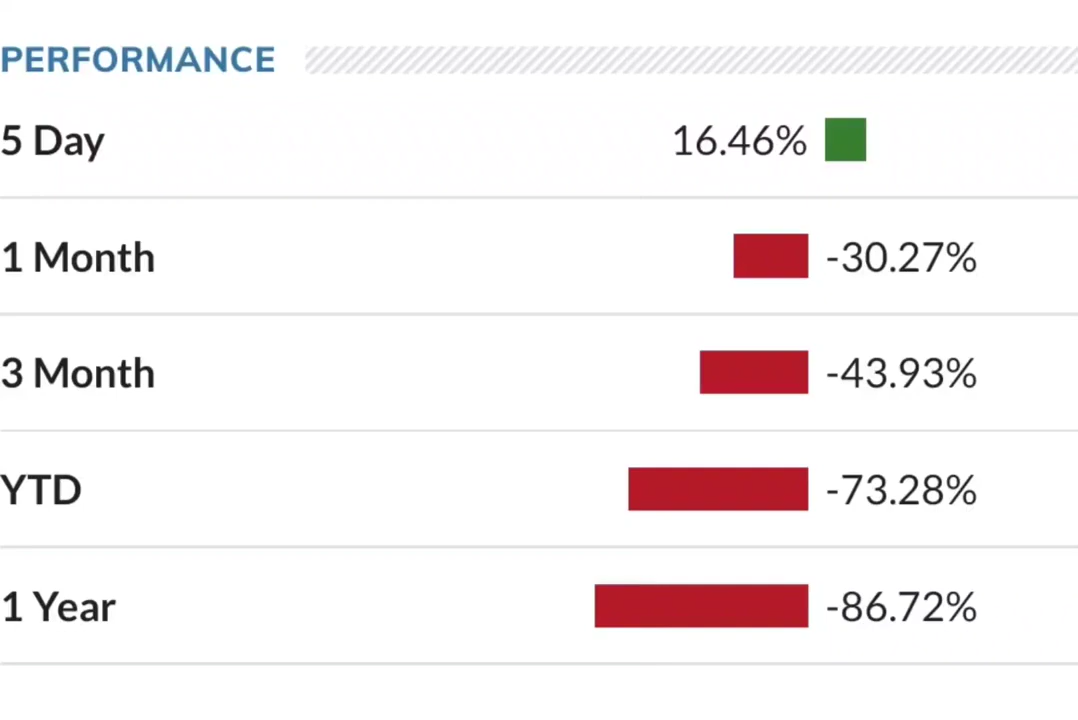 PERFORMANCE
5 Day 16.46%
1 Month -30.27%
3 Month -43.93%
YTD -73.28%
1 Year -86.72%